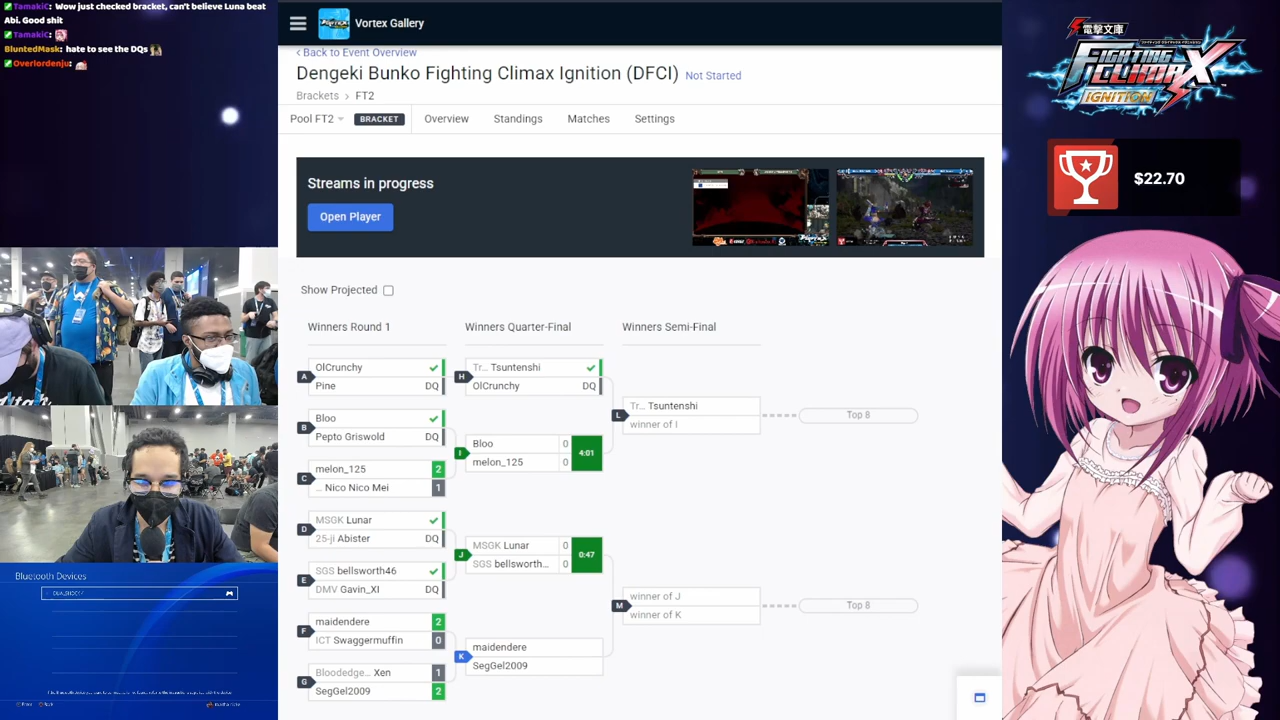 TamakiC: Wow just checked bracket, can't believe Luna beat
Abi. Good shit
TamakiC:
BluntedMask: hate to see the DQs
Overlordenju:
Bluetooth Devices
Vortex Gallery
‹ Back to Event Overview
Dengeki Bunko Fighting Climax Ignition (DFCI) Not Started
Brackets > FT2
Pool FT2 BRACKET Overview Standings Matches Settings
Streams in progress
Open Player
Show Projected
Winners Round 1 Winners Quarter-Final Winners Semi-Final
A
OlCrunchy
Pine DQ
B
Bloo
Pepto Griswold DQ
C
melon_125 2
... Nico Nico Mei 1
D
MSGK Lunar
25-ji Abister DQ
E
SGS bellsworth46
DMV Gavin_XI DQ
F
maidendere 2
ICT Swaggermuffin 0
G
Bloodedge... Xen 1
SegGel2009 2
H
Tr... Tsuntenshi
OlCrunchy DQ
I
Bloo 0
melon_125 0
4:01
J
MSGK Lunar 0
SGS bellsworth... 0
0:47
K
maidendere
SegGel2009
L
Tr... Tsuntenshi
winner of I
Top 8
M
winner of J
winner of K
Top 8
電撃文庫
FIGHTING
CLIMAX
IGNITION
$22.70